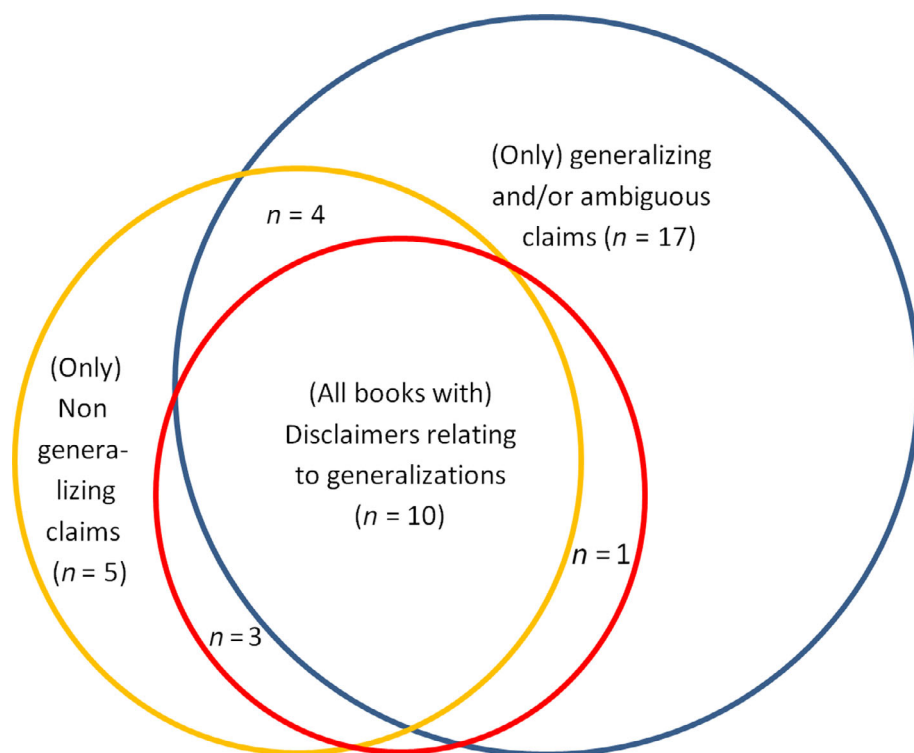 (Only) generalizing
and/or ambiguous
claims (n = 17)
n = 4
(Only)
Non
genera-
lizing
claims
(n = 5)
(All books with)
Disclaimers relating
to generalizations
(n = 10)
n = 1
n = 3